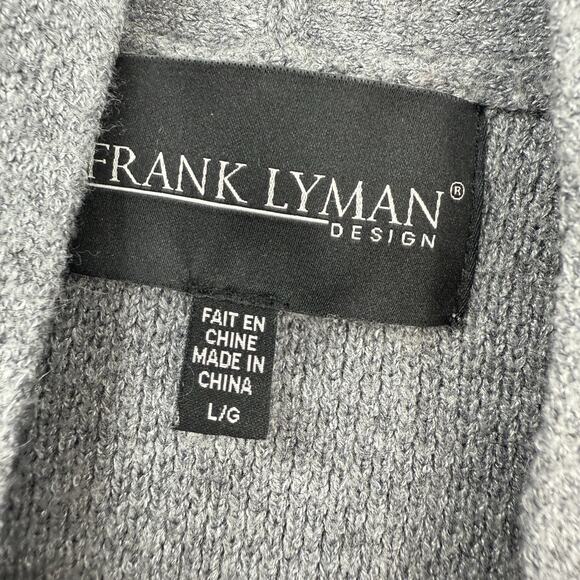 FRANK LYMAN®
DESIGN
FAIT EN
CHINE
MADE IN
CHINA
L/G